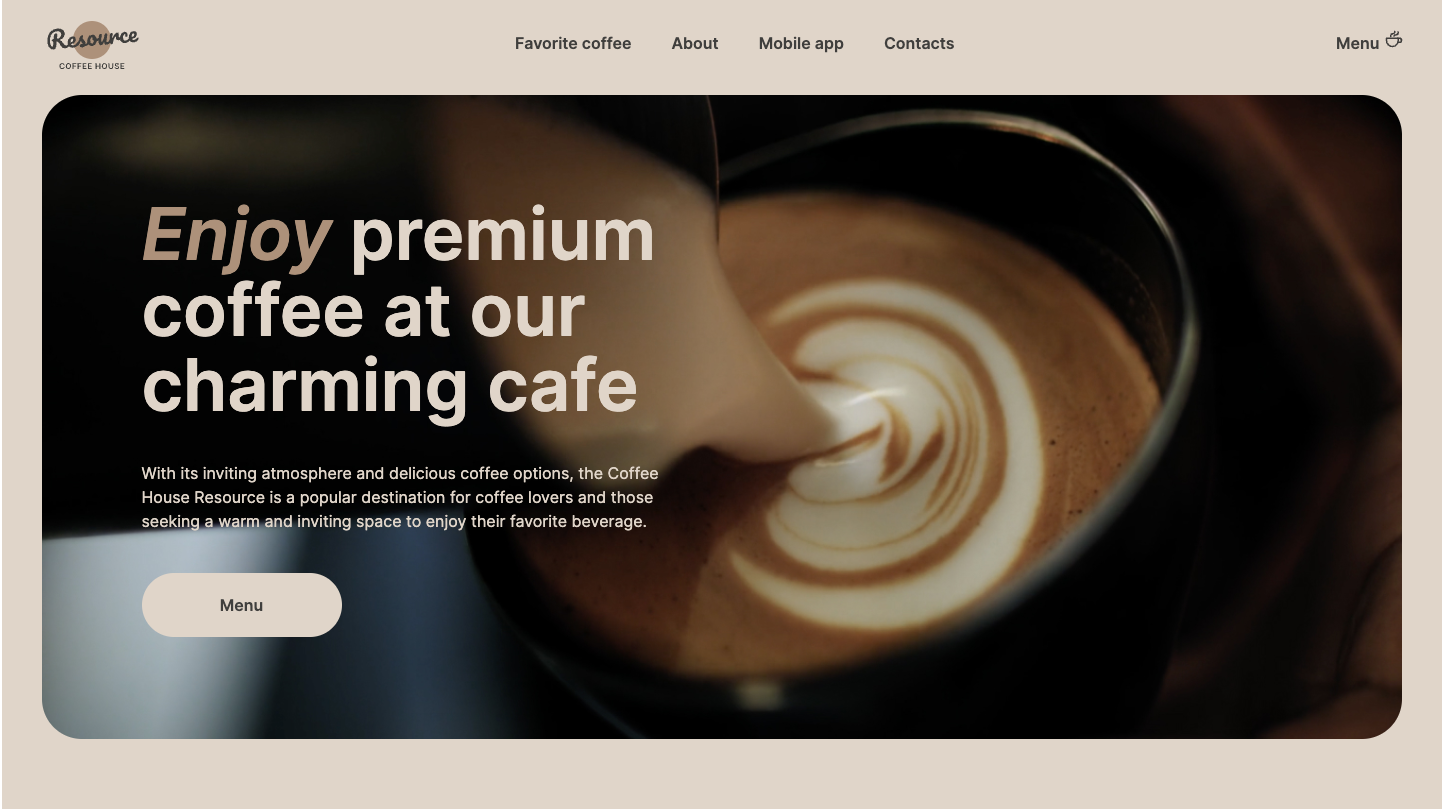 Resource
COFFEE HOUSE
Favorite coffee
About
Mobile app
Contacts
Menu
Enjoy premium
coffee at our
charming cafe
With its inviting atmosphere and delicious coffee options, the Coffee
House Resource is a popular destination for coffee lovers and those
seeking a warm and inviting space to enjoy their favorite beverage.
Menu